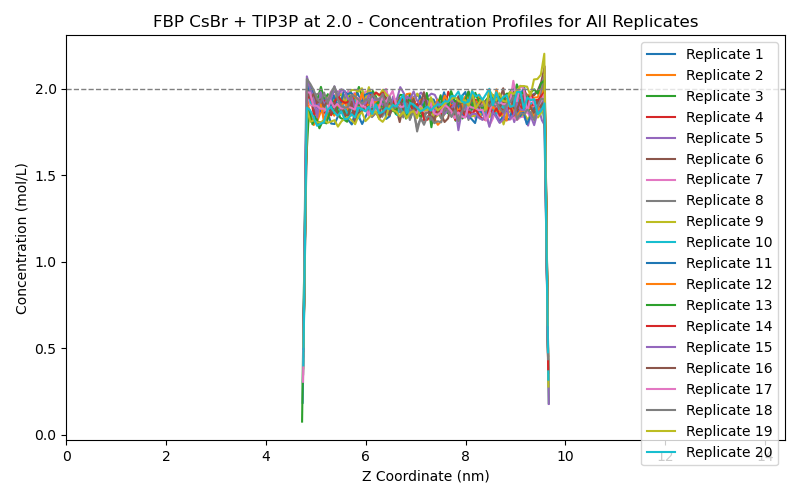 FBP CsBr + TIP3P at 2.0 - Concentration Profiles for All Replicates
Concentration (mol/L)
2.0
1.5
1.0
0.5
0.0
0
2
4
6
8
10
12
14
Z Coordinate (nm)
Replicate 1
Replicate 2
Replicate 3
Replicate 4
Replicate 5
Replicate 6
Replicate 7
Replicate 8
Replicate 9
Replicate 10
Replicate 11
Replicate 12
Replicate 13
Replicate 14
Replicate 15
Replicate 16
Replicate 17
Replicate 18
Replicate 19
Replicate 20